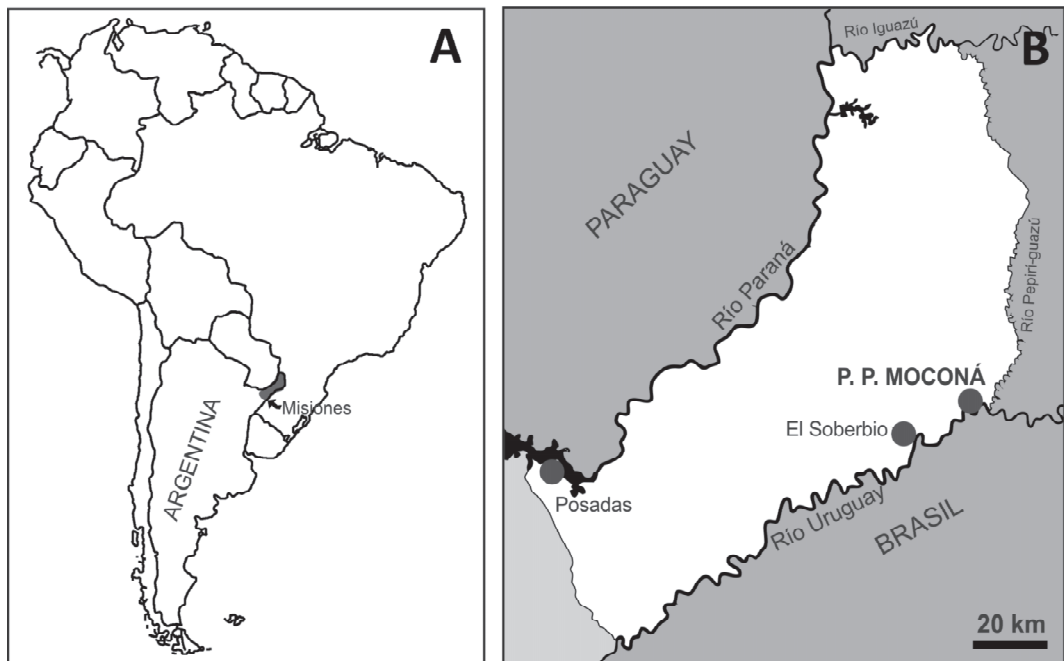 A
Misiones
ARGENTINA
B
Río Iguazú
PARAGUAY
Río Paraná
Río Pepirí-guazú
P. P. MOCONÁ
El Soberbio
Posadas
Río Uruguay
BRASIL
20 km